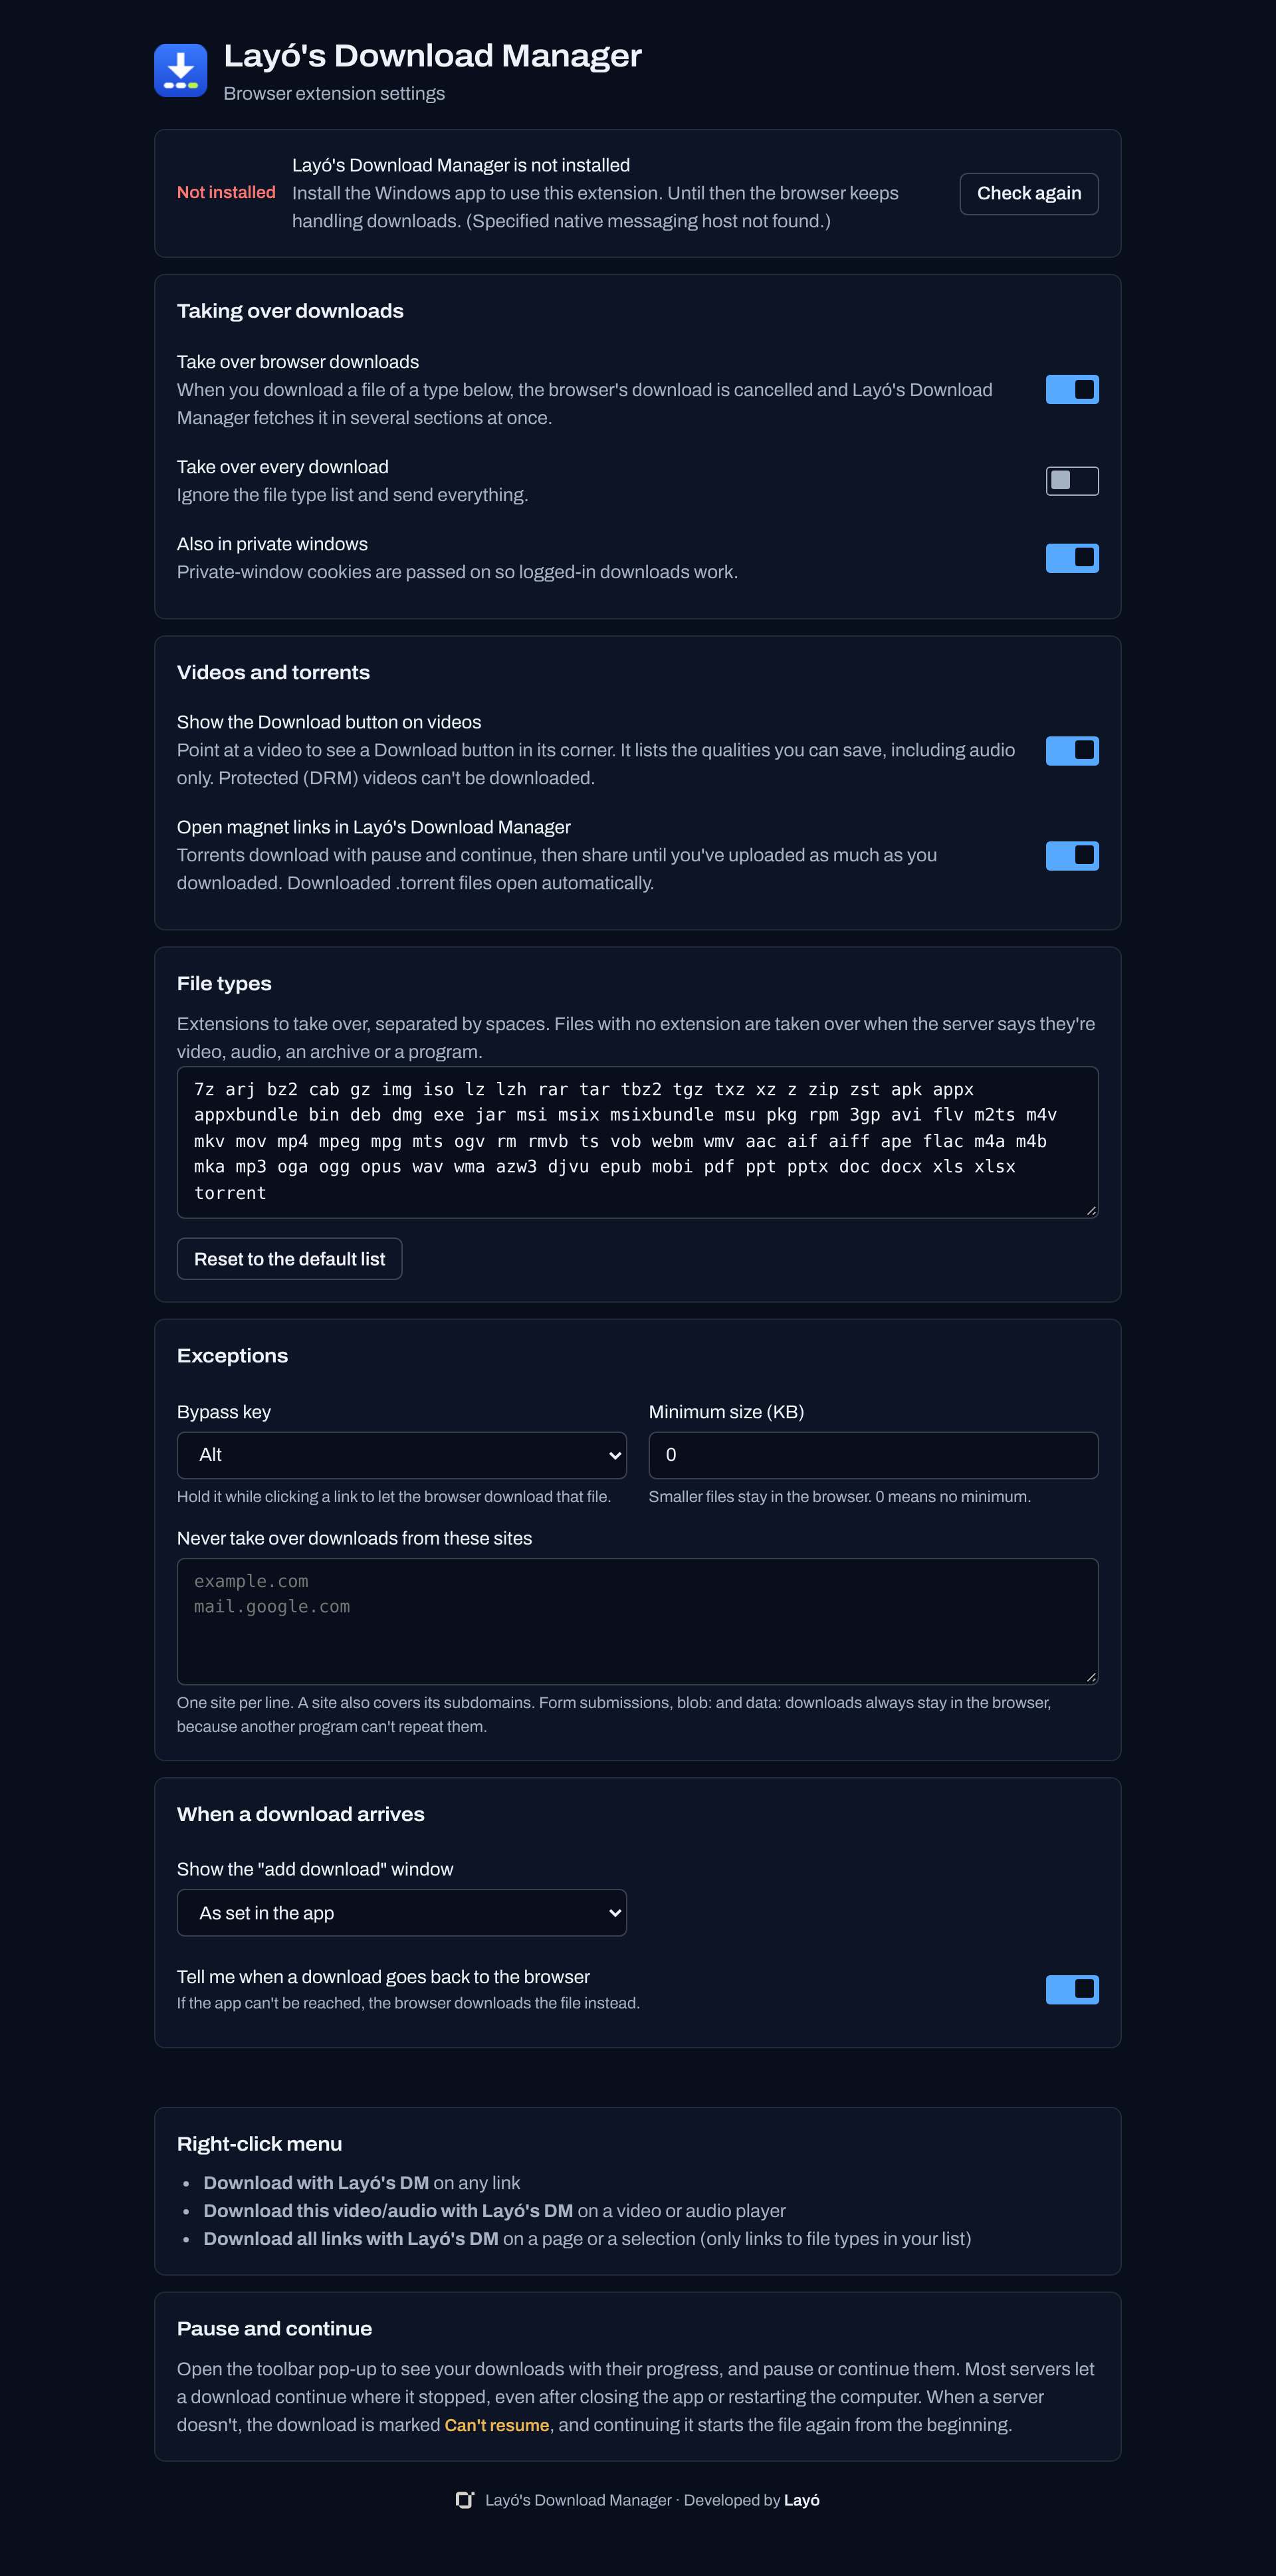 Layó's Download Manager
Browser extension settings
Not installed
Layó's Download Manager is not installed
Install the Windows app to use this extension. Until then the browser keeps
handling downloads. (Specified native messaging host not found.)
Check again
Taking over downloads
Take over browser downloads
When you download a file of a type below, the browser's download is cancelled and Layó's Download
Manager fetches it in several sections at once.
Take over every download
Ignore the file type list and send everything.
Also in private windows
Private-window cookies are passed on so logged-in downloads work.
Videos and torrents
Show the Download button on videos
Point at a video to see a Download button in its corner. It lists the qualities you can save, including audio
only. Protected (DRM) videos can't be downloaded.
Open magnet links in Layó's Download Manager
Torrents download with pause and continue, then share until you've uploaded as much as you
downloaded. Downloaded .torrent files open automatically.
File types
Extensions to take over, separated by spaces. Files with no extension are taken over when the server says they're
video, audio, an archive or a program.
7z arj bz2 cab gz img iso lz lzh rar tar tbz2 tgz txz xz z zip zst apk appx
appxbundle bin deb dmg exe jar msi msix msixbundle msu pkg rpm 3gp avi flv m2ts m4v
mkv mov mp4 mpeg mpg mts ogv rm rmvb ts vob webm wmv aac aif aiff ape flac m4a m4b
mka mp3 oga ogg opus wav wma azw3 djvu epub mobi pdf ppt pptx doc docx xls xlsx
torrent
Reset to the default list
Exceptions
Bypass key
Alt
Hold it while clicking a link to let the browser download that file.
Minimum size (KB)
0
Smaller files stay in the browser. 0 means no minimum.
Never take over downloads from these sites
example.com
mail.google.com
One site per line. A site also covers its subdomains. Form submissions, blob: and data: downloads always stay in the browser,
because another program can't repeat them.
When a download arrives
Show the "add download" window
As set in the app
Tell me when a download goes back to the browser
If the app can't be reached, the browser downloads the file instead.
Right-click menu
• Download with Layó's DM on any link
• Download this video/audio with Layó's DM on a video or audio player
• Download all links with Layó's DM on a page or a selection (only links to file types in your list)
Pause and continue
Open the toolbar pop-up to see your downloads with their progress, and pause or continue them. Most servers let
a download continue where it stopped, even after closing the app or restarting the computer. When a server
doesn't, the download is marked Can't resume, and continuing it starts the file again from the beginning.
Layó's Download Manager · Developed by Layó